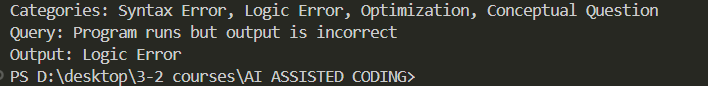 Categories: Syntax Error, Logic Error, Optimization, Conceptual Question
Query: Program runs but output is incorrect
Output: Logic Error
PS D:\desktop\3-2 courses\AI ASSISTED CODING>